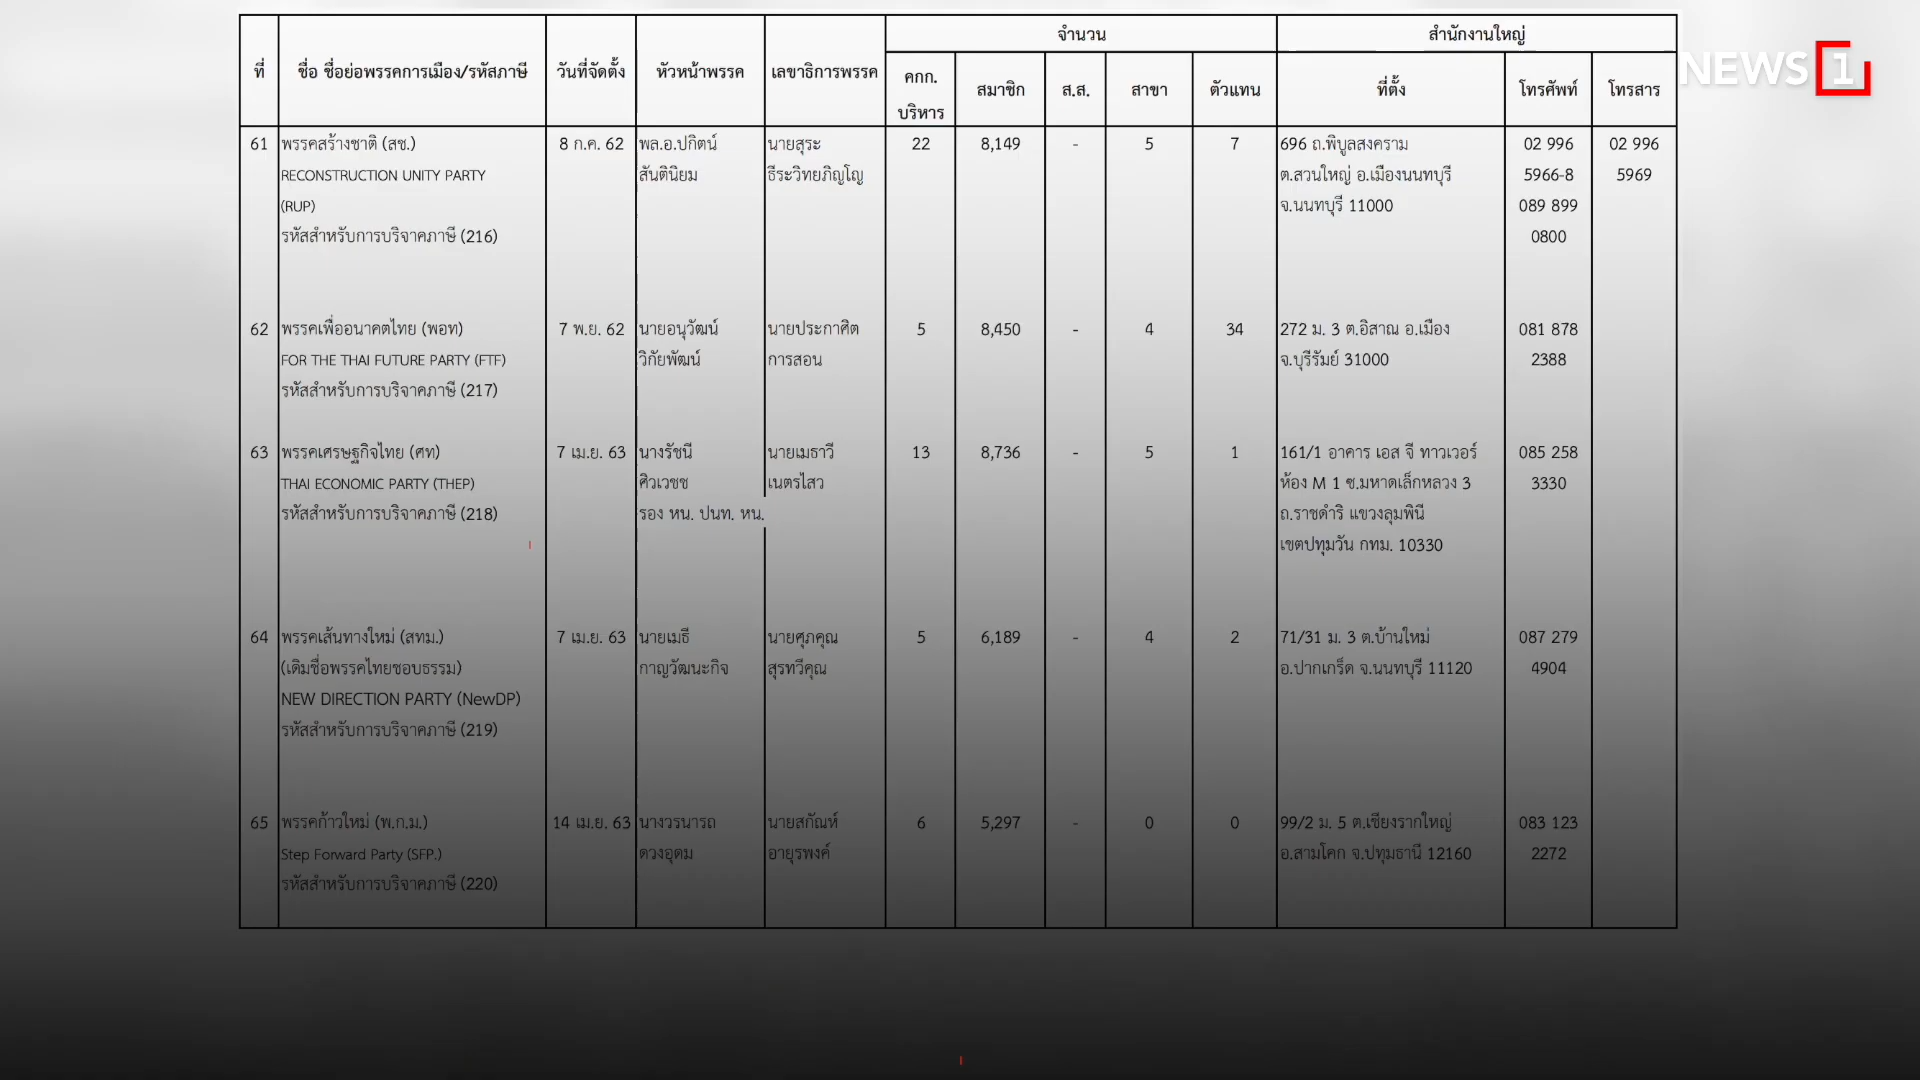 ที่ ชื่อ ชื่อย่อพรรคการเมือง/รหัสภาษี วันที่จัดตั้ง หัวหน้าพรรค เลขาธิการพรรค จำนวน สำนักงานใหญ่
คกก. บริหาร สมาชิก ส.ส. สาขา ตัวแทน ที่ตั้ง โทรศัพท์ โทรสาร
NEWS 1
61 พรรคสร้างชาติ (สช.) 8 ก.ค. 62 พล.อ.ปกิตน์ นายสุระ 22 8,149 - 5 7 696 ถ.พิบูลสงคราม 02 996 02 996
RECONSTRUCTION UNITY PARTY สันตินิยม ธีระวิทยภิญโญ ต.สวนใหญ่ อ.เมืองนนทบุรี 5966-8 5969
(RUP) จ.นนทบุรี 11000 089 899
รหัสสำหรับการบริจาคภาษี (216) 0800
62 พรรคเพื่ออนาคตไทย (พอท) 7 พ.ย. 62 นายอนุวัฒน์ นายประกาศิต 5 8,450 - 4 34 272 ม. 3 ต.อิสาณ อ.เมือง 081 878
FOR THE THAI FUTURE PARTY (FTF) วิกัยพัฒน์ การสอน จ.บุรีรัมย์ 31000 2388
รหัสสำหรับการบริจาคภาษี (217)
63 พรรคเศรษฐกิจไทย (ศท) 7 เม.ย. 63 นางรัชนี นายเมธาวี 13 8,736 - 5 1 161/1 อาคาร เอส จี ทาวเวอร์ 085 258
THAI ECONOMIC PARTY (THEP) ศิวเวชช เนตรไสว ห้อง M 1 ซ.มหาดเล็กหลวง 3 3330
รหัสสำหรับการบริจาคภาษี (218) รอง หน. ปนท. หน. ถ.ราชดำริ แขวงลุมพินี
เขตปทุมวัน กทม. 10330
64 พรรคเส้นทางใหม่ (สทม.) 7 เม.ย. 63 นายเมธี นายศุภคุณ 5 6,189 - 4 2 71/31 ม. 3 ต.บ้านใหม่ 087 279
(เดิมชื่อพรรคไทยชอบธรรม) กาญวัฒนะกิจ สุรทวีคุณ อ.ปากเกร็ด จ.นนทบุรี 11120 4904
NEW DIRECTION PARTY (NewDP)
รหัสสำหรับการบริจาคภาษี (219)
65 พรรคก้าวใหม่ (พ.ก.ม.) 14 เม.ย. 63 นางวรนารถ นายสกัณห์ 6 5,297 - 0 0 99/2 ม. 5 ต.เชียงรากใหญ่ 083 123
Step Forward Party (SFP.) ดวงอุดม อายุรพงค์ อ.สามโคก จ.ปทุมธานี 12160 2272
รหัสสำหรับการบริจาคภาษี (220)